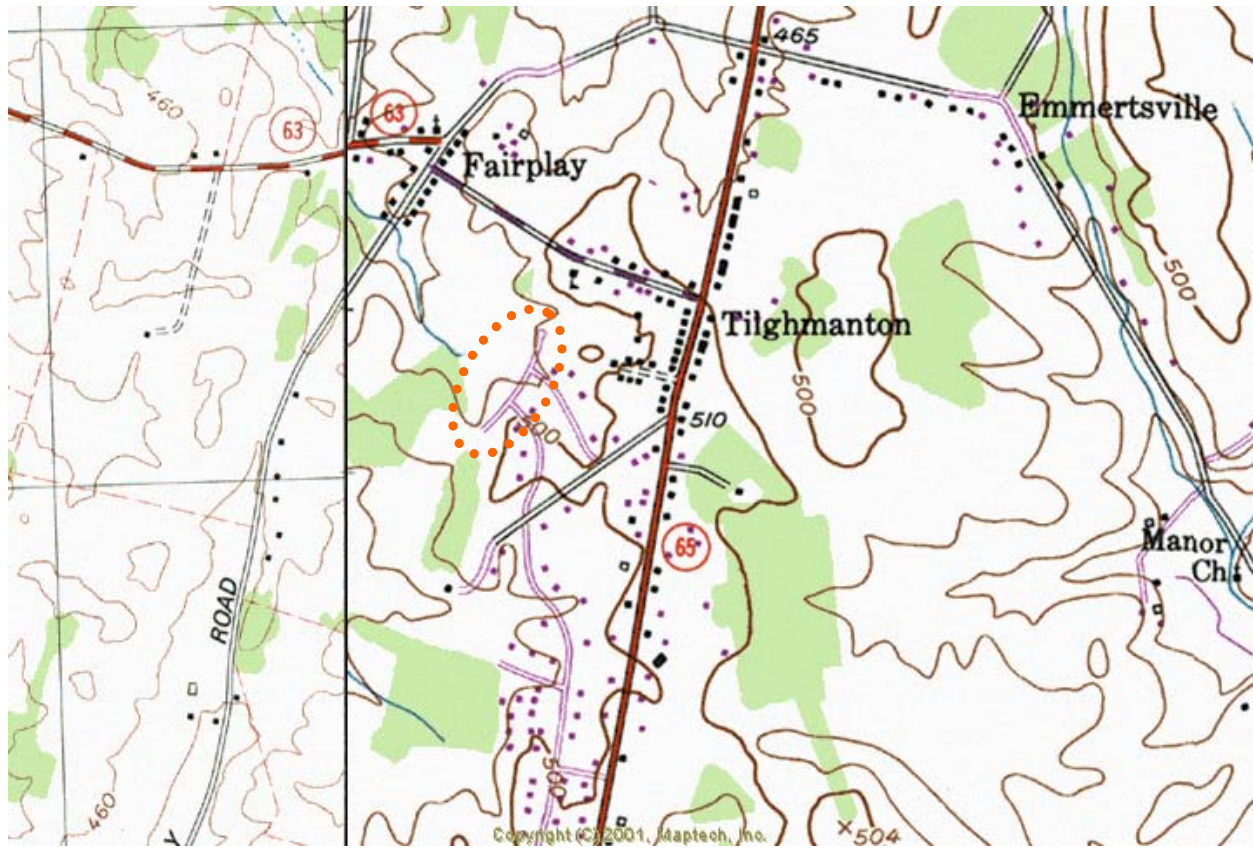 465
460
63
63
Emmertsville
Fairplay
500
Tilghmanton
500
510
500
65
Manor
Ch
ROAD
500
460
Y
504
Copyright (C) 2001, Maptech, Inc.